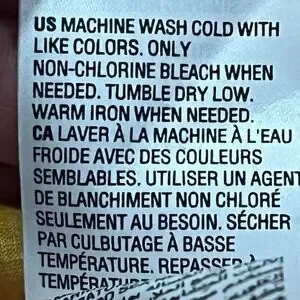 US MACHINE WASH COLD WITH
LIKE COLORS. ONLY
NON-CHLORINE BLEACH WHEN
NEEDED. TUMBLE DRY LOW.
WARM IRON WHEN NEEDED.
CA LAVER À LA MACHINE À L'EAU
FROIDE AVEC DES COULEURS
SEMBLABLES. UTILISER UN AGENT
DE BLANCHIMENT NON CHLORÉ
SEULEMENT AU BESOIN. SÉCHER
PAR CULBUTAGE À BASSE
TEMPÉRATURE. REPASSER À
TEMPÉRATURE